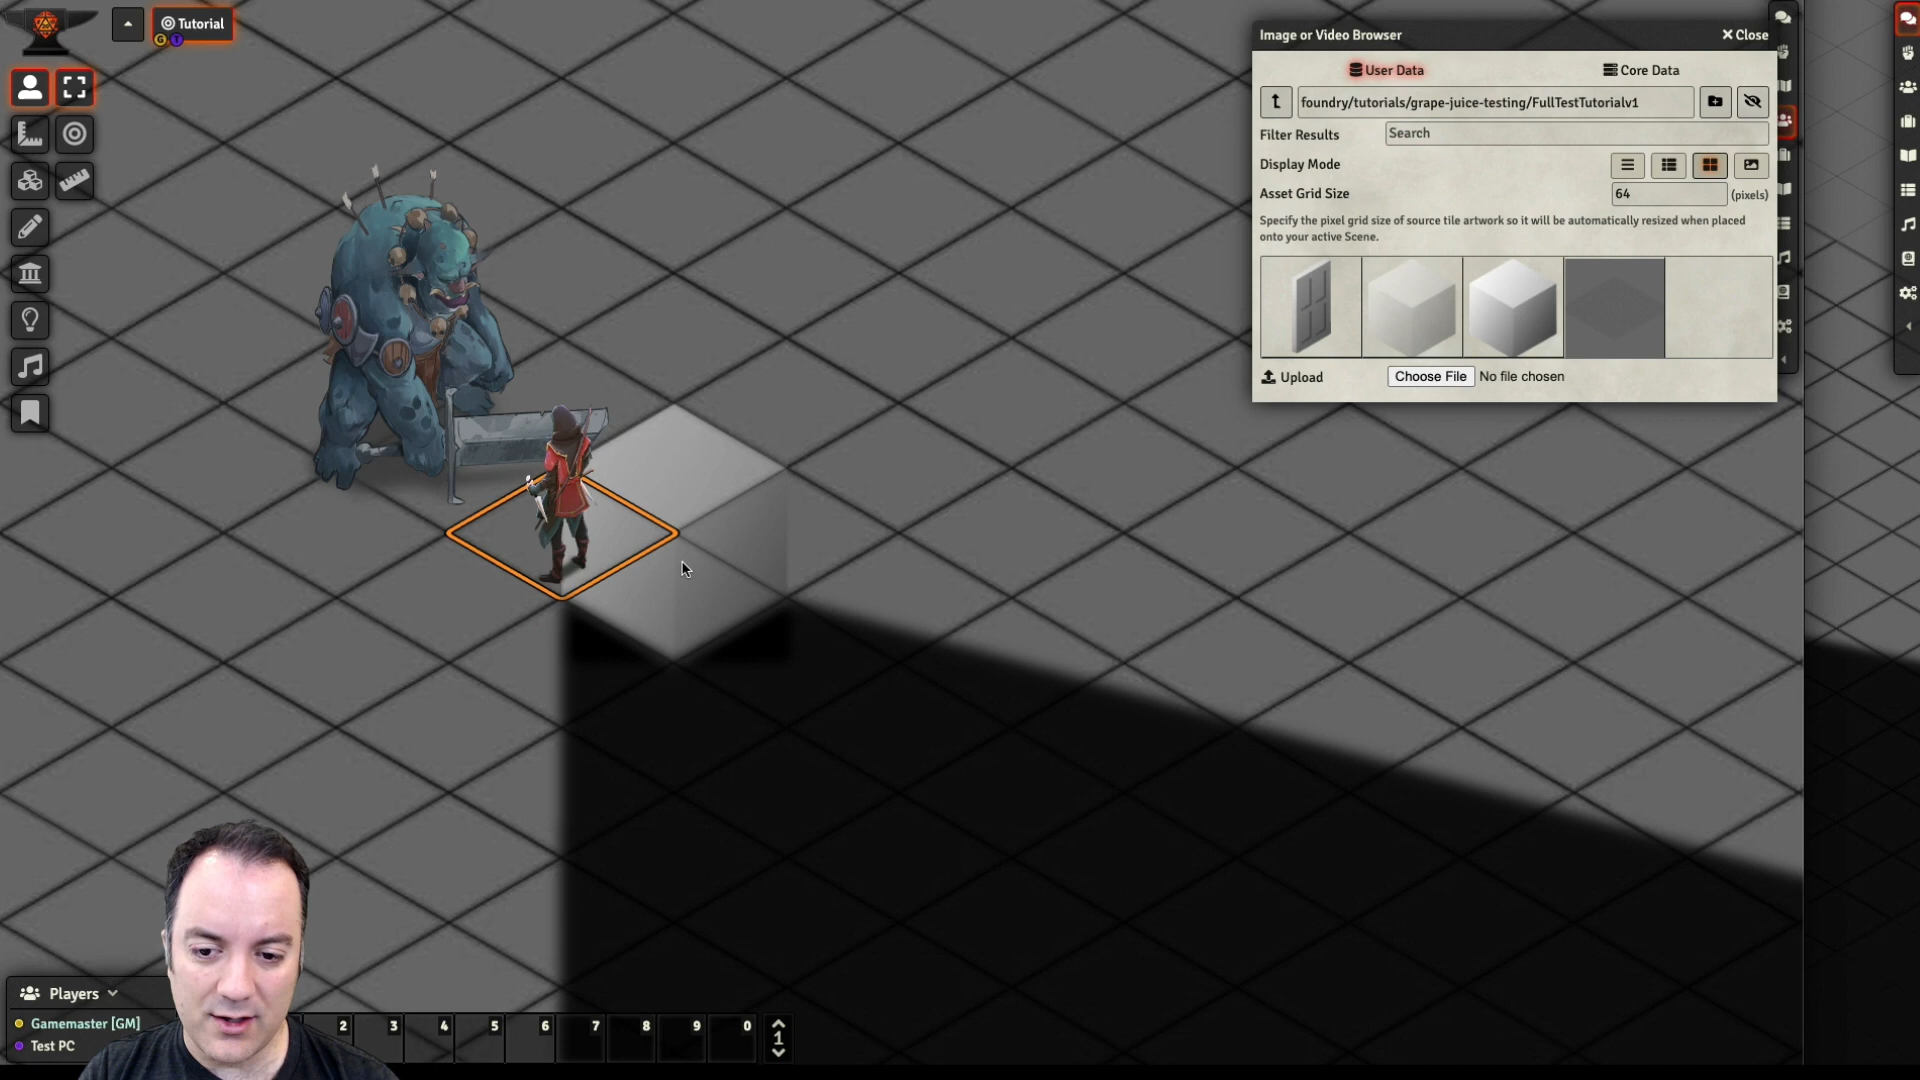 Tutorial
G T
Image or Video Browser
Close
User Data
Core Data
foundry/tutorials/grape-juice-testing/FullTestTutorialv1
Filter Results
Search
Display Mode
Asset Grid Size
64
(pixels)
Specify the pixel grid size of source tile artwork so it will be automatically resized when placed
onto your active Scene.
Upload
Choose File
No file chosen
Players
Gamemaster [GM]
Test PC
2 3 4 5 6 7 8 9 0
1